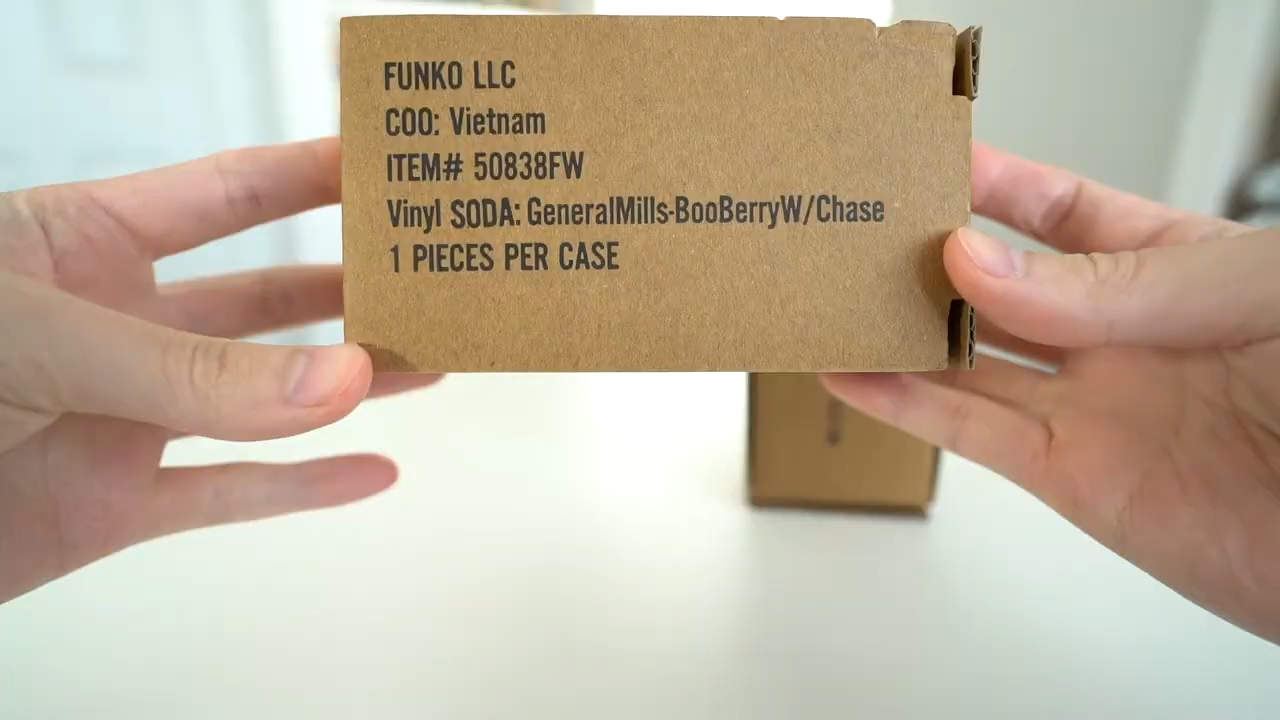 FUNKO LLC
COO: Vietnam
ITEM# 50838FW
Vinyl SODA: GeneralMills-BooBerryW/Chase
1 PIECES PER CASE